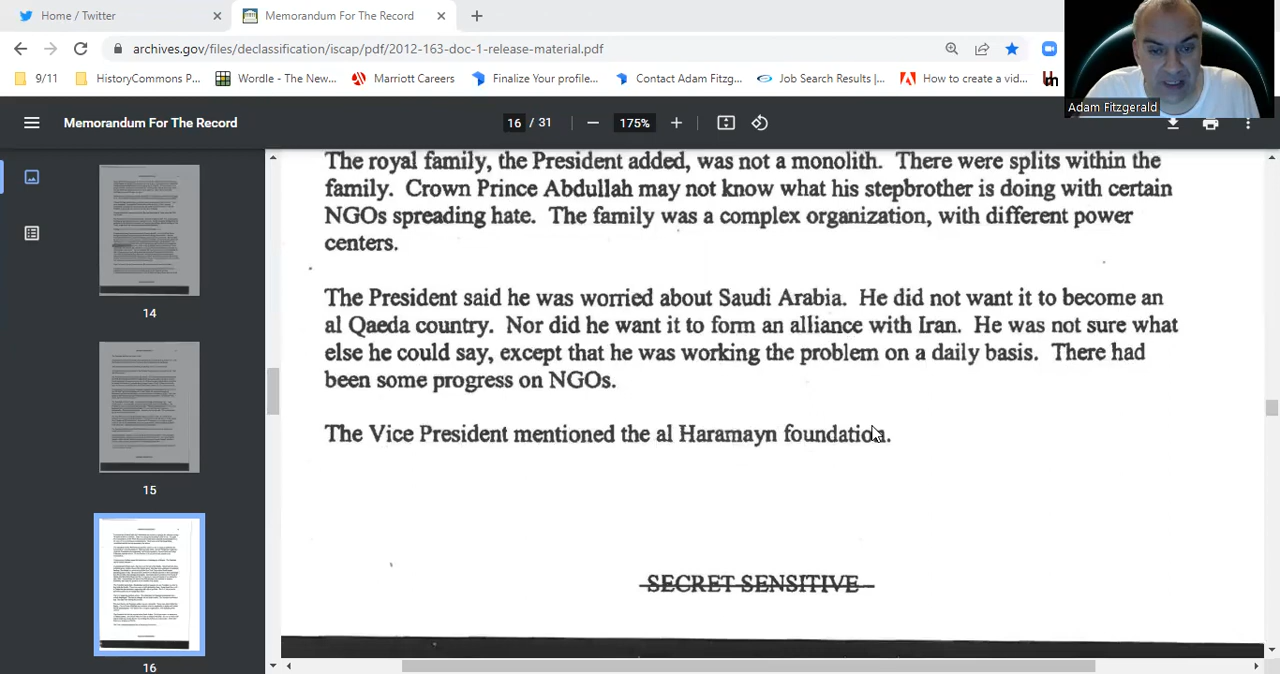 Home / Twitter
Memorandum For The Record
archives.gov/files/declassification/iscap/pdf/2012-163-doc-1-release-material.pdf
9/11
HistoryCommons P...
Wordle - The New...
Marriott Careers
Finalize Your profile...
Contact Adam Fitzg...
Job Search Results |...
How to create a vid...
Adam Fitzgerald
Memorandum For The Record
16 / 31
175%
The royal family, the President added, was not a monolith. There were splits within the
family. Crown Prince Abdullah may not know what his stepbrother is doing with certain
NGOs spreading hate. The family was a complex organization, with different power
centers.
The President said he was worried about Saudi Arabia. He did not want it to become an
al Qaeda country. Nor did he want it to form an alliance with Iran. He was not sure what
else he could say, except that he was working the problem on a daily basis. There had
been some progress on NGOs.
The Vice President mentioned the al Haramayn foundation.
SECRET SENSITIVE
14
15
16